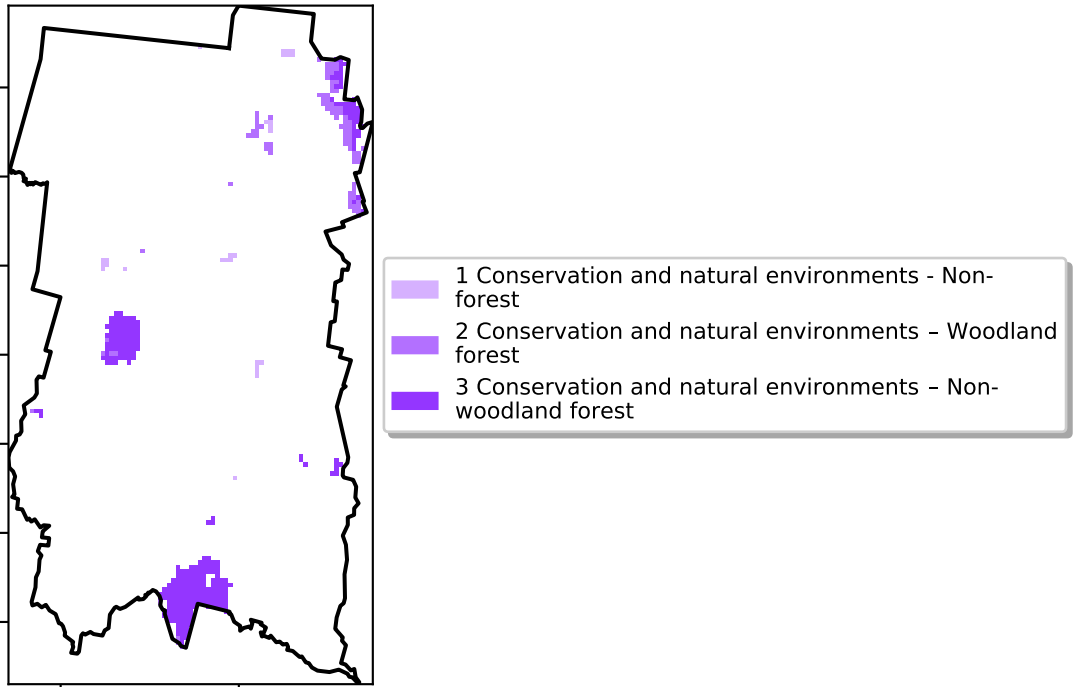 1 Conservation and natural environments - Non-
forest
2 Conservation and natural environments – Woodland
forest
3 Conservation and natural environments – Non-
woodland forest